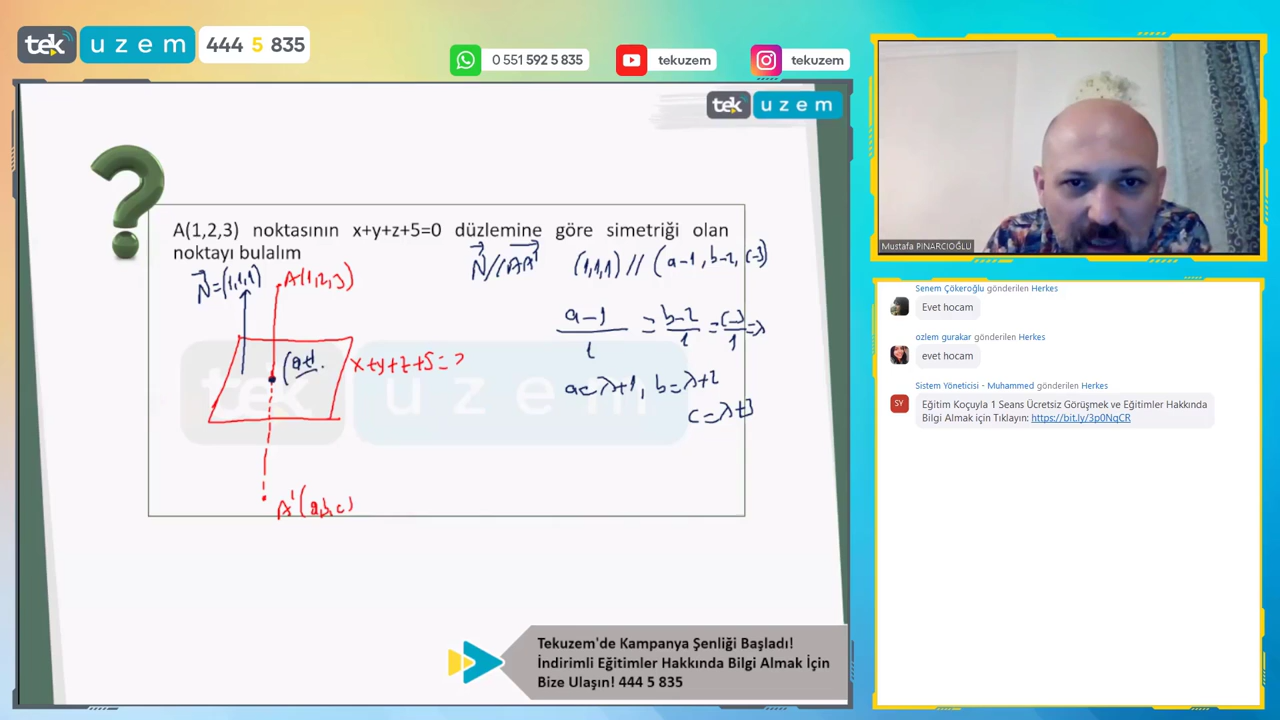 tek uzem 444 5 835
0 551 592 5 835 tekuzem tekuzem
tek uzem
A(1,2,3) noktasının x+y+z+5=0 düzlemine göre simetriği olan
noktayı bulalım
N // AA' (1,1,1) // (a-1, b-2, c-3)
N=(1,1,1) A(1,2,3)
a-1/1 = b-2/1 = c-3/1 = λ
(a+1 x+y+z+5=
a=λ+1, b=λ+2
c=λ+3
A'(a,b,c)
tek uzem
Tekuzem'de Kampanya Şenliği Başladı!
İndirimli Eğitimler Hakkında Bilgi Almak İçin
Bize Ulaşın! 444 5 835
Mustafa PINARCIOĞLU
Senem Çökeroğlu gönderilen Herkes
Evet hocam
ozlem gurakar gönderilen Herkes
evet hocam
Sistem Yöneticisi - Muhammed gönderilen Herkes
SY
Eğitim Koçuyla 1 Seans Ücretsiz Görüşmek ve Eğitimler Hakkında
Bilgi Almak için Tıklayın: https://bit.ly/3p0NqCR